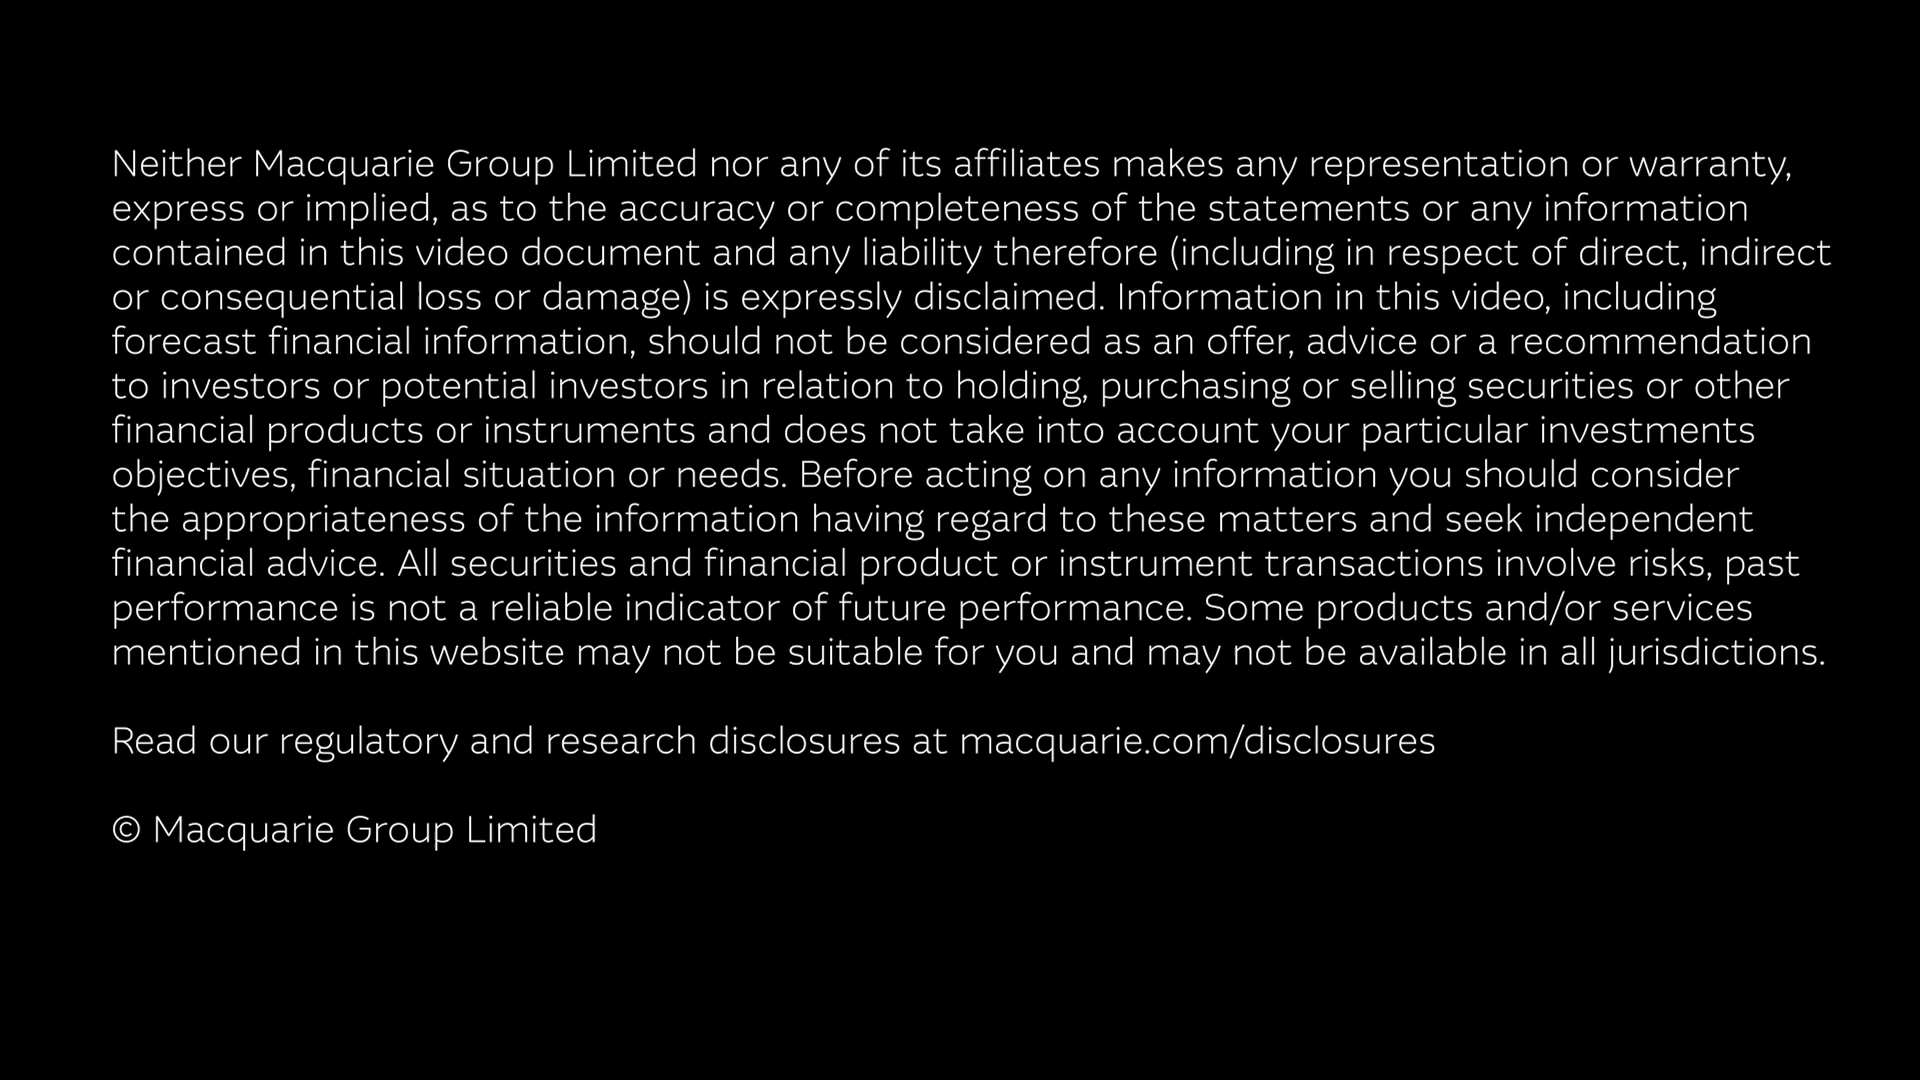 Neither Macquarie Group Limited nor any of its affiliates makes any representation or warranty,
express or implied, as to the accuracy or completeness of the statements or any information
contained in this video document and any liability therefore (including in respect of direct, indirect
or consequential loss or damage) is expressly disclaimed. Information in this video, including
forecast financial information, should not be considered as an offer, advice or a recommendation
to investors or potential investors in relation to holding, purchasing or selling securities or other
financial products or instruments and does not take into account your particular investments
objectives, financial situation or needs. Before acting on any information you should consider
the appropriateness of the information having regard to these matters and seek independent
financial advice. All securities and financial product or instrument transactions involve risks, past
performance is not a reliable indicator of future performance. Some products and/or services
mentioned in this website may not be suitable for you and may not be available in all jurisdictions.
Read our regulatory and research disclosures at macquarie.com/disclosures
© Macquarie Group Limited